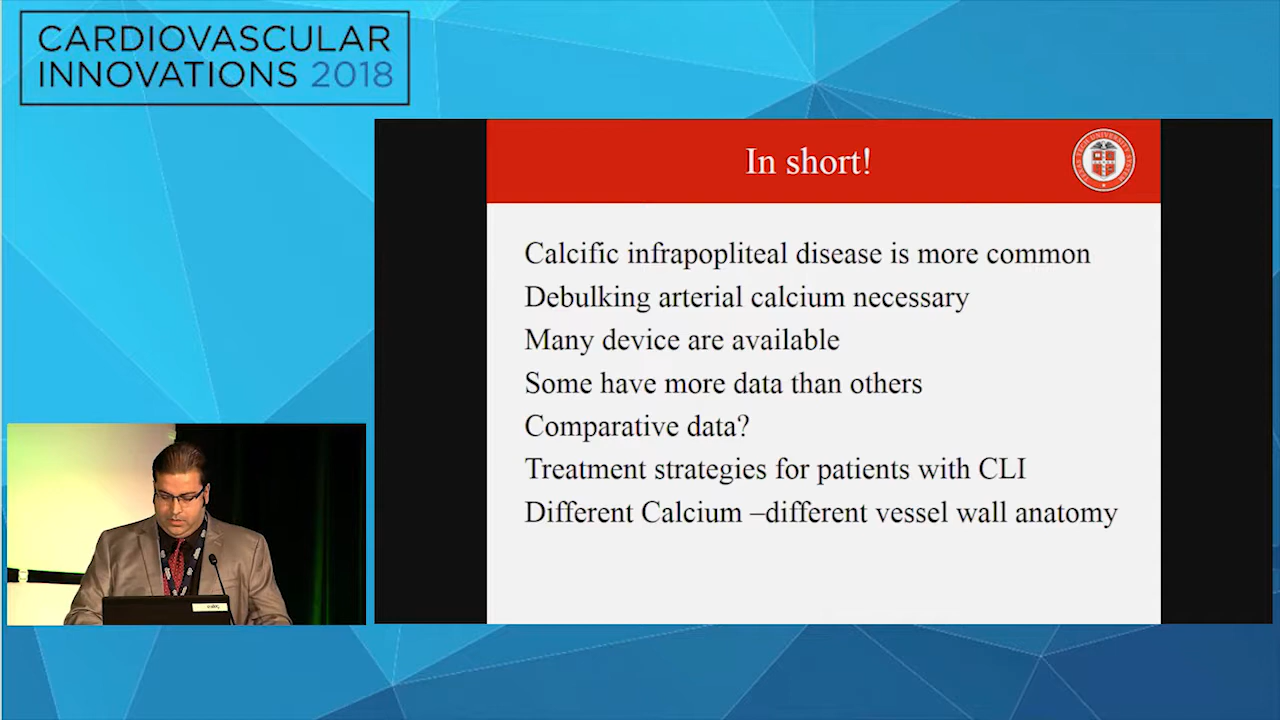 CARDIOVASCULAR
INNOVATIONS 2018
In short!
Calcific infrapopliteal disease is more common
Debulking arterial calcium necessary
Many device are available
Some have more data than others
Comparative data?
Treatment strategies for patients with CLI
Different Calcium –different vessel wall anatomy